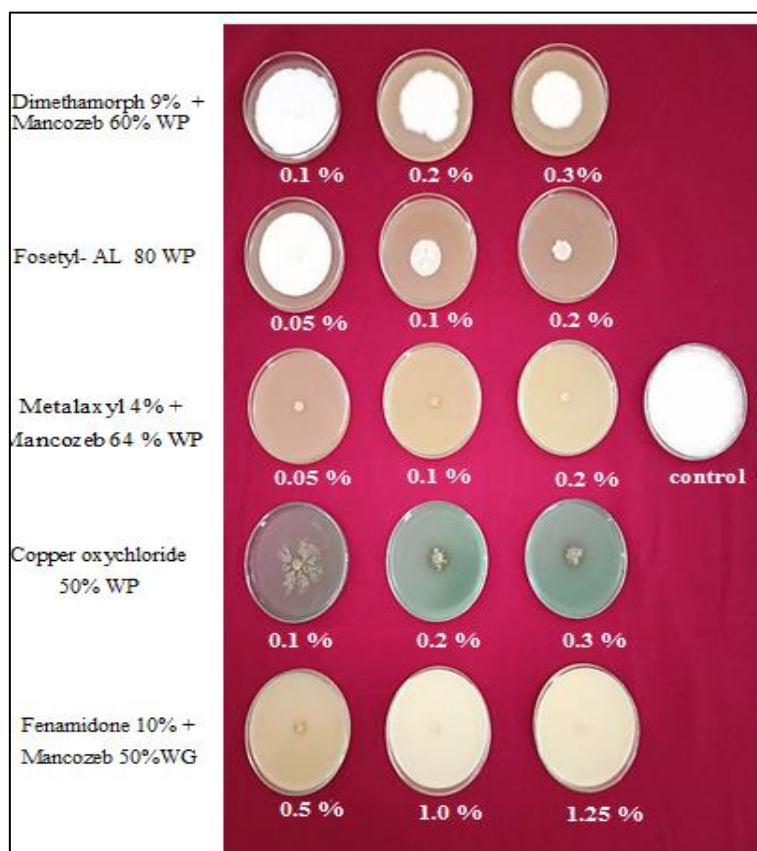 Dimethamorph 9% +
Mancozeb 60% WP
0.1 % 0.2 % 0.3%
Fosetyl- AL 80 WP
0.05 % 0.1 % 0.2 %
Metalaxyl 4% +
Mancozeb 64 % WP
0.05 % 0.1 % 0.2 % control
Copper oxychloride
50% WP
0.1 % 0.2 % 0.3 %
Fenamidone 10% +
Mancozeb 50%WG
0.5 % 1.0 % 1.25 %